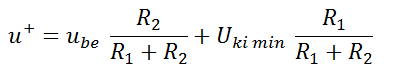 u⁺ = u_be R₂/(R₁ + R₂) + U_ki min R₁/(R₁ + R₂)